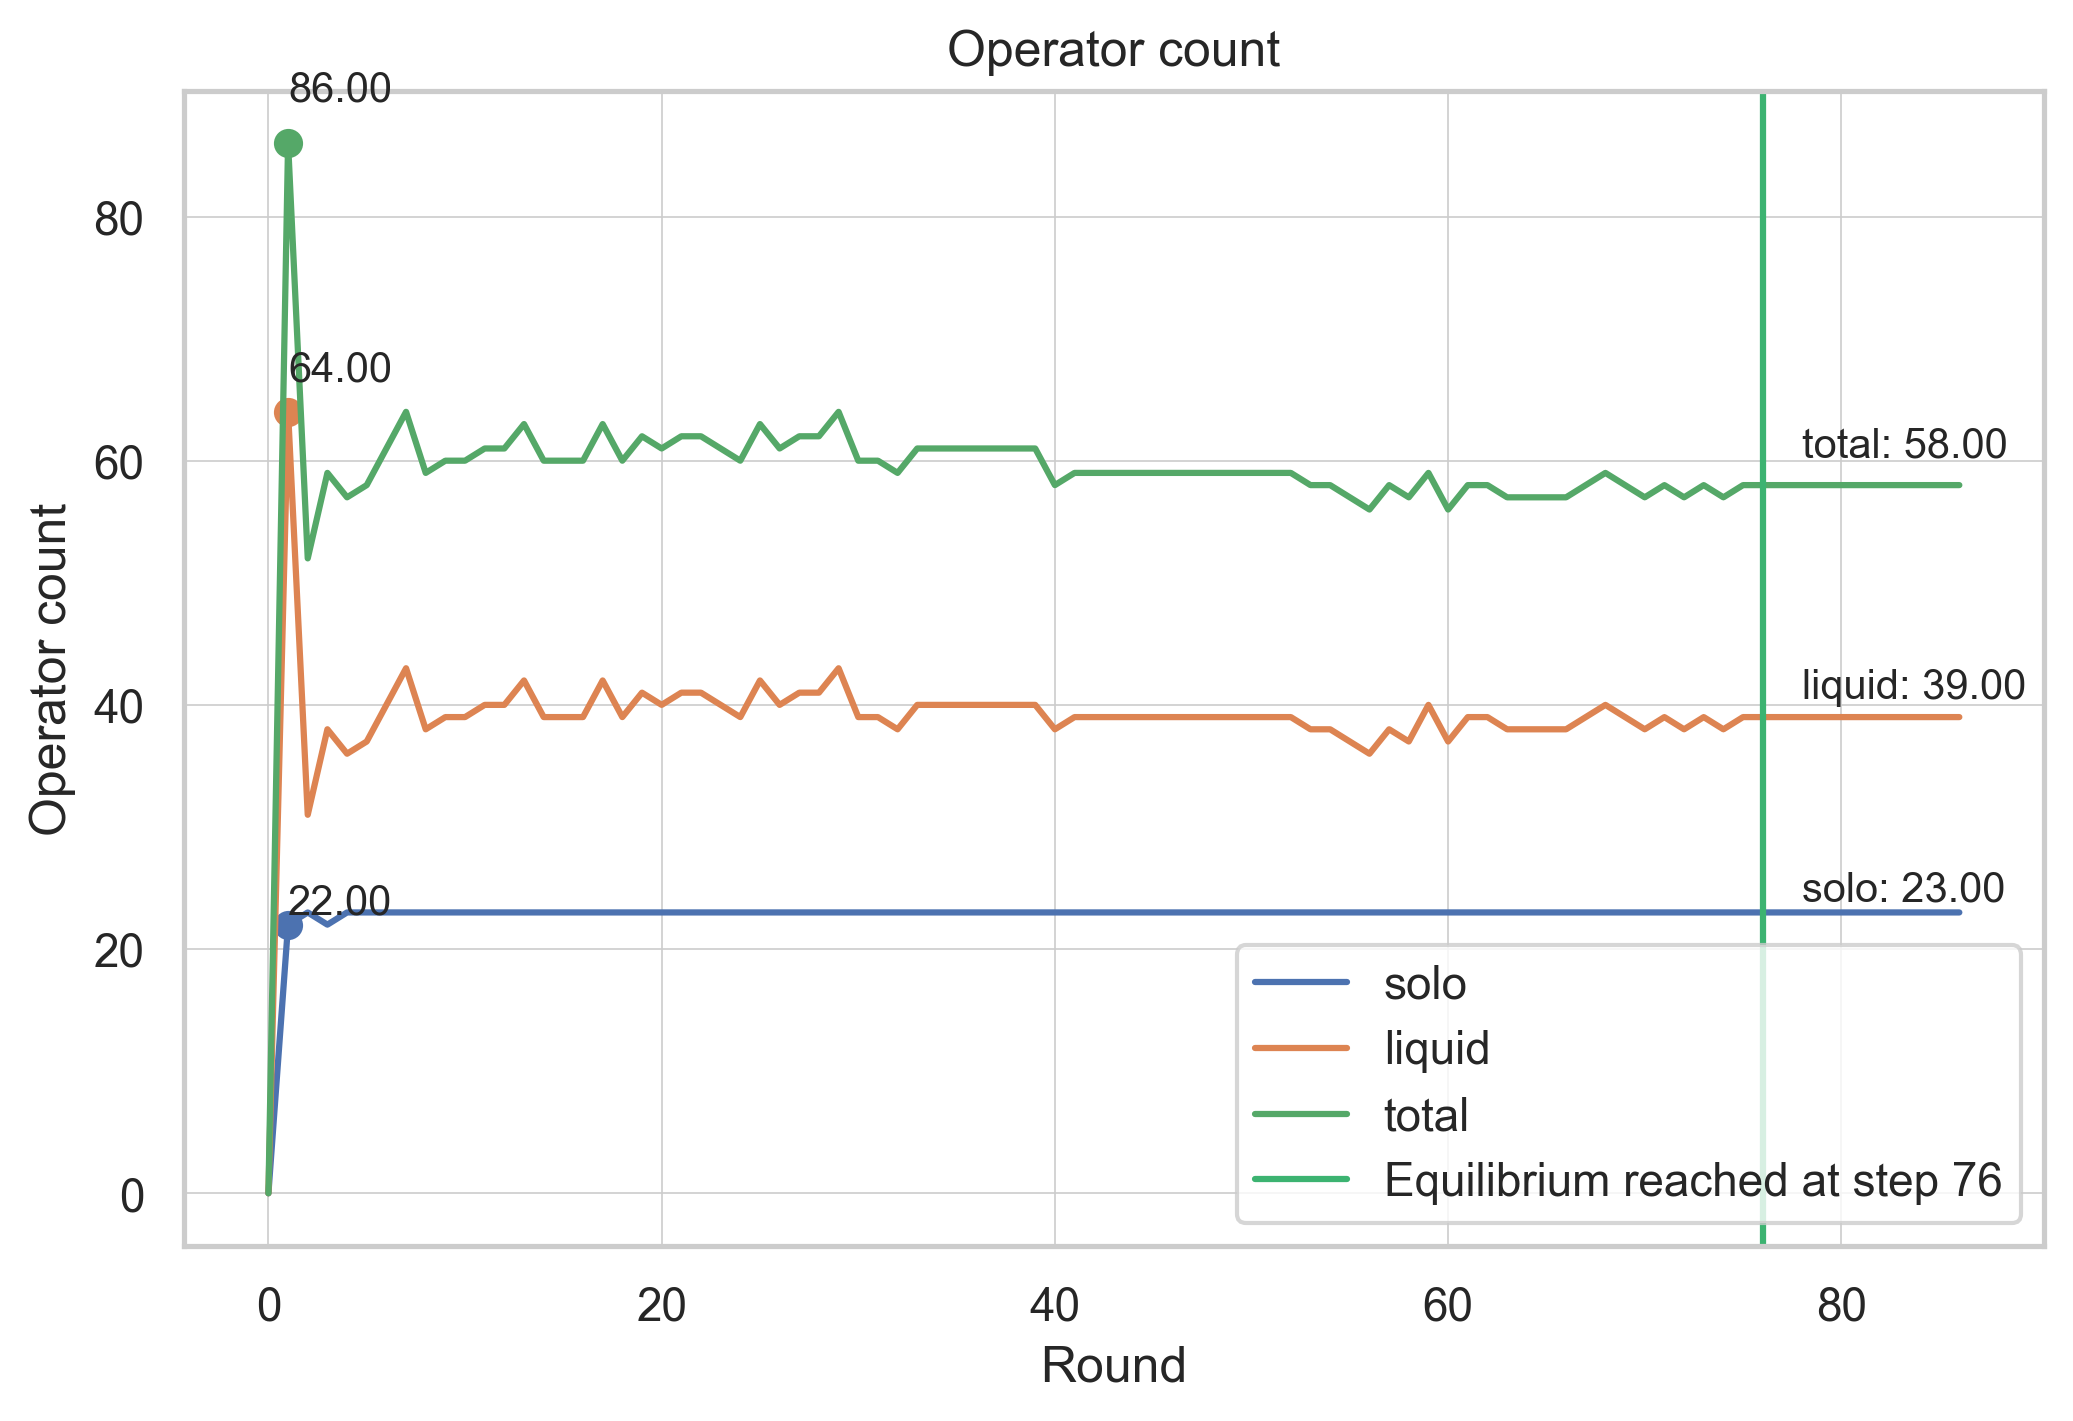 Operator count
86.00
80
64.00
60
total: 58.00
Operator count
40
liquid: 39.00
22.00
solo: 23.00
20
solo
liquid
total
0
Equilibrium reached at step 76
0 20 40 60 80
Round